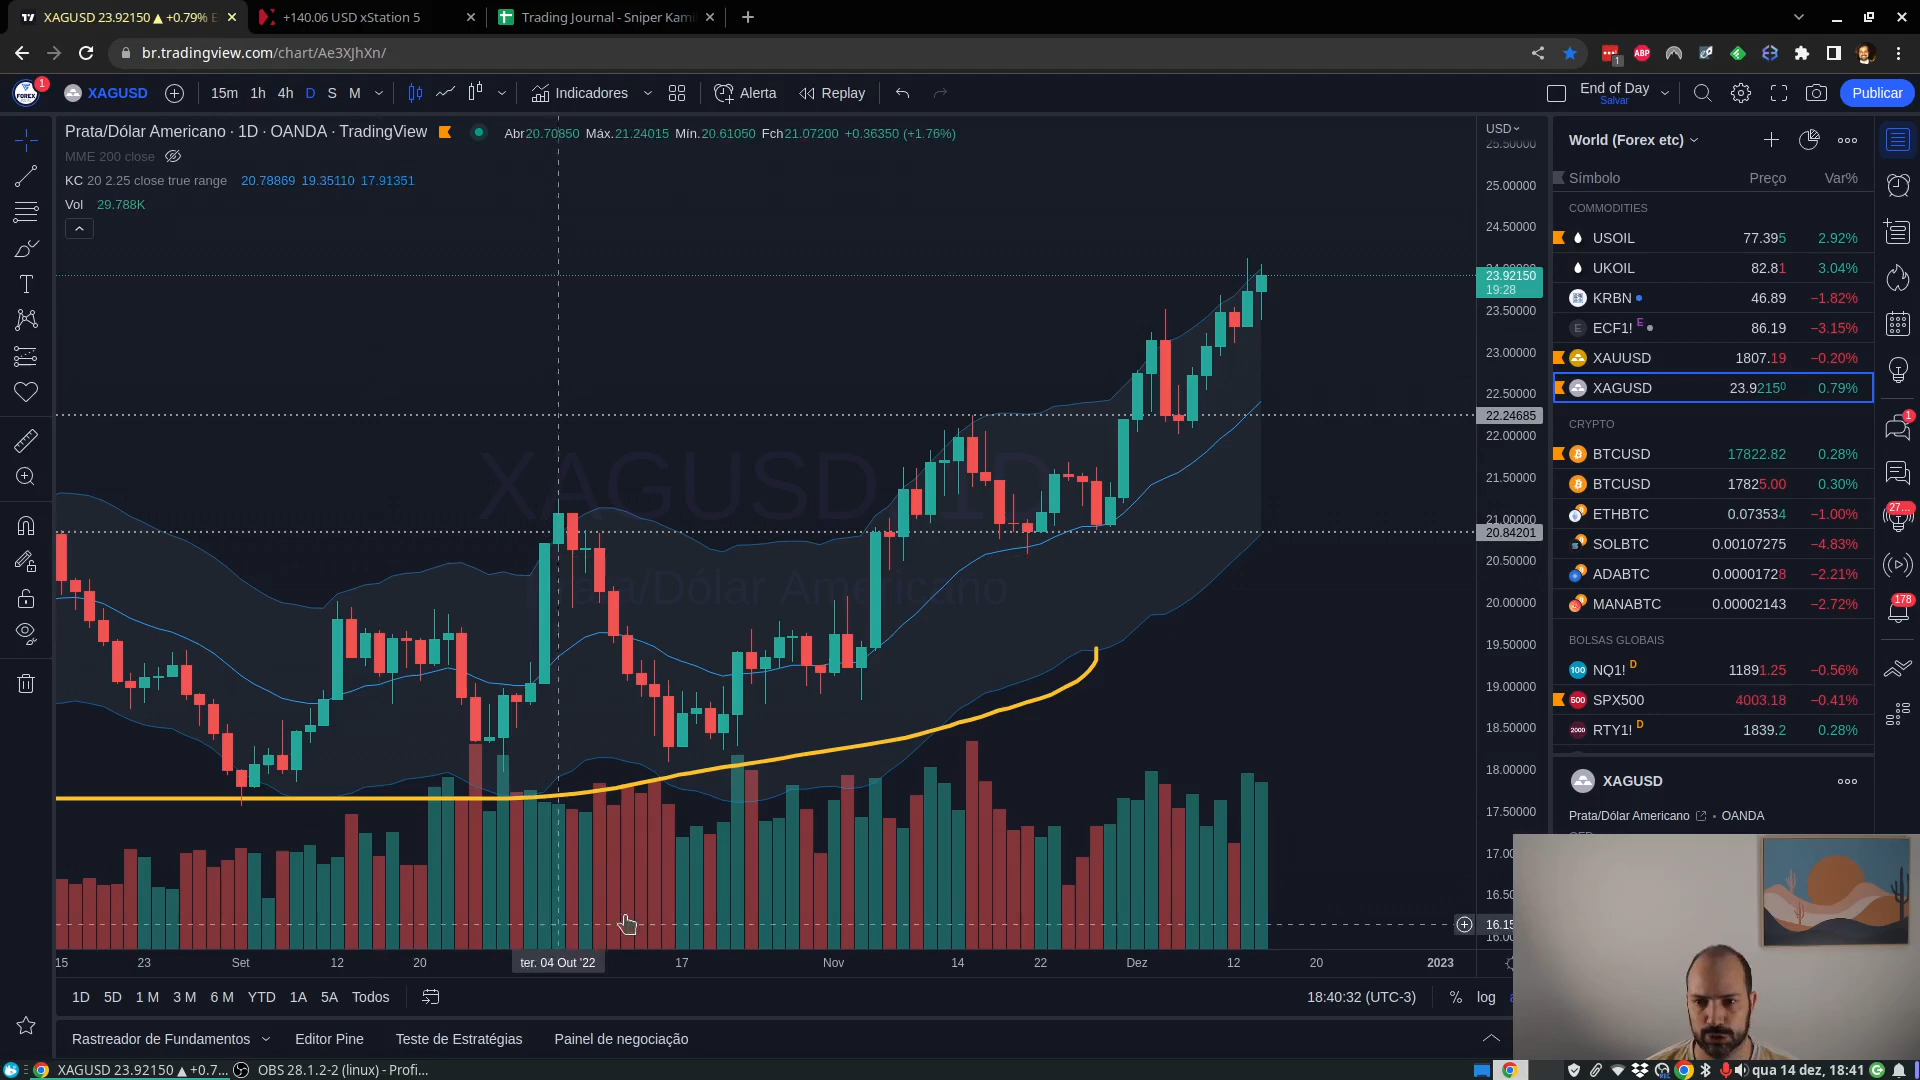 XAGUSD 23.92150 ▲ +0.79%
+140.06 USD xStation 5
Trading Journal - Sniper Kami
br.tradingview.com/chart/Ae3XJhXn/
XAGUSD
15m 1h 4h D S M
Indicadores
Alerta
Replay
End of Day
Salvar
Publicar
Prata/Dólar Americano · 1D · OANDA · TradingView
Abr20.70850 Máx.21.24015 Mín.20.61050 Fch21.07200 +0.36350 (+1.76%)
MME 200 close
KC 20 2.25 close true range 20.78869 19.35110 17.91351
Vol 29.788K
XAGUSD, 1D
Prata/Dólar Americano
USD
25.50000
25.00000
24.50000
23.92150
19:28
23.50000
23.00000
22.50000
22.24685
22.00000
21.50000
21.00000
20.84201
20.50000
20.00000
19.50000
19.00000
18.50000
18.00000
17.50000
15 23 Set 12 20 ter. 04 Out '22 17 Nov 14 22 Dez 12 20 2023
1D 5D 1 M 3 M 6 M YTD 1A 5A Todos
18:40:32 (UTC-3) % log
Rastreador de Fundamentos Editor Pine Teste de Estratégias Painel de negociação
World (Forex etc)
Símbolo Preço Var%
COMMODITIES
USOIL 77.395 2.92%
UKOIL 82.81 3.04%
KRBN 46.89 −1.82%
ECF1! E 86.19 −3.15%
XAUUSD 1807.19 −0.20%
XAGUSD 23.92150 0.79%
CRYPTO
BTCUSD 17822.82 0.28%
BTCUSD 17825.00 0.30%
ETHBTC 0.073534 −1.00%
SOLBTC 0.00107275 −4.83%
ADABTC 0.00001728 −2.21%
MANABTC 0.00002143 −2.72%
BOLSAS GLOBAIS
NQ1! D 11891.25 −0.56%
SPX500 4003.18 −0.41%
RTY1! D 1839.2 0.28%
XAGUSD
Prata/Dólar Americano • OANDA
XAGUSD 23.92150 ▲ +0.7...
OBS 28.1.2-2 (linux) - Profi...
qua 14 dez, 18:41